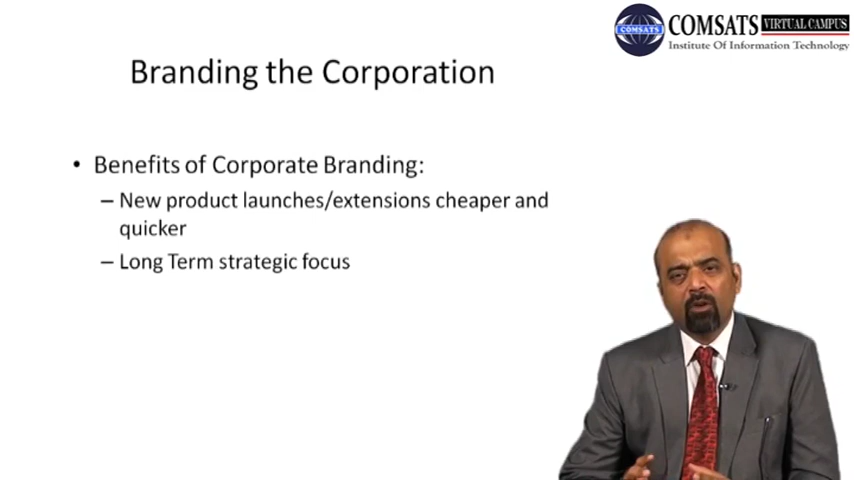 COMSATS VIRTUAL CAMPUS
COMSATS
Institute Of Information Technology
Branding the Corporation
• Benefits of Corporate Branding:
– New product launches/extensions cheaper and
quicker
– Long Term strategic focus